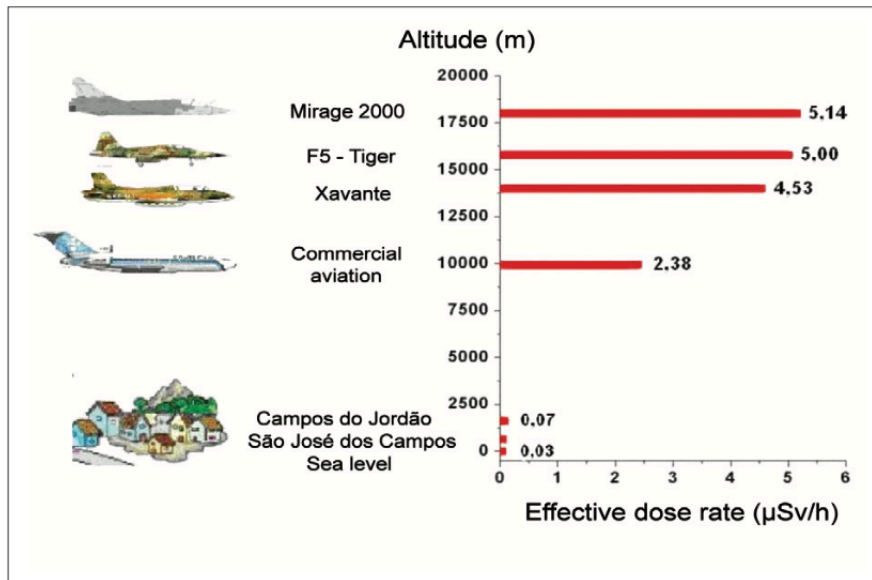 Altitude (m)
20000
Mirage 2000
17500
5.14
F5 - Tiger
15000
5.00
Xavante
4.53
12500
Commercial
aviation
10000
2.38
7500
5000
2500
Campos do Jordão
0,07
São José dos Campos
Sea level
0
0,03
0 1 2 3 4 5 6
Effective dose rate (µSv/h)